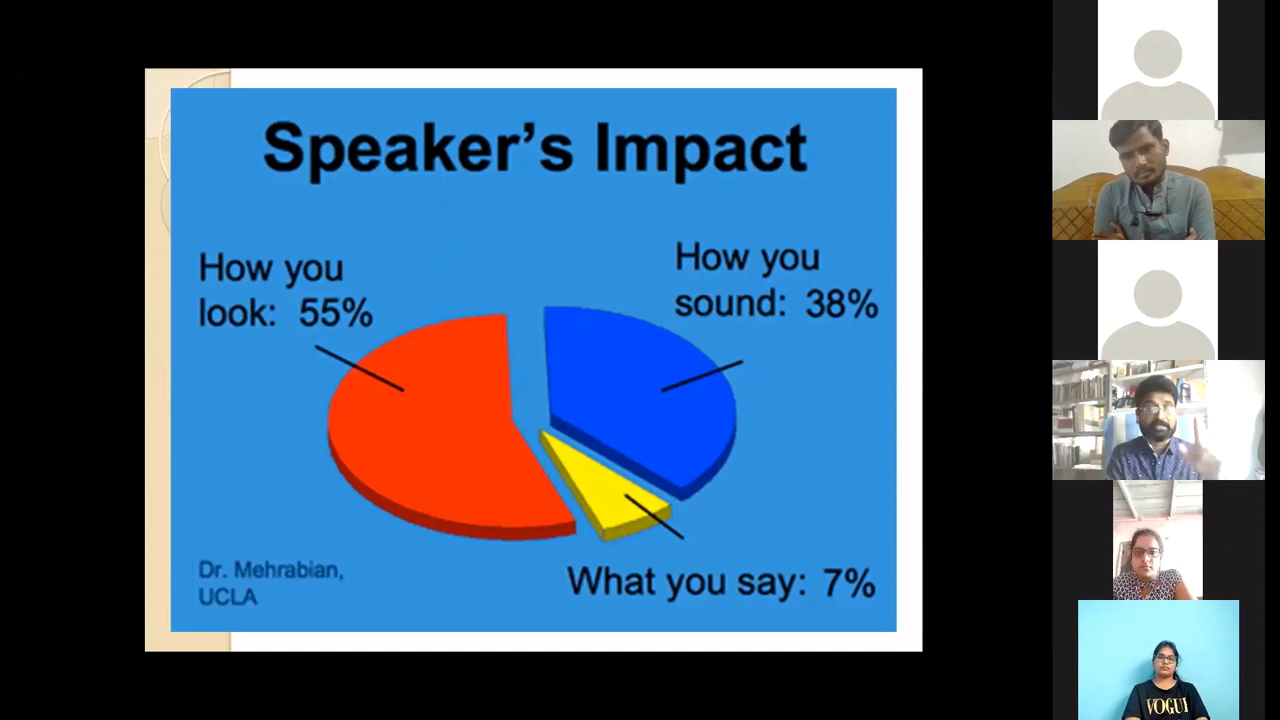 Speaker's Impact
How you
look: 55%
How you
sound: 38%
What you say: 7%
Dr. Mehrabian,
UCLA
VOGUE